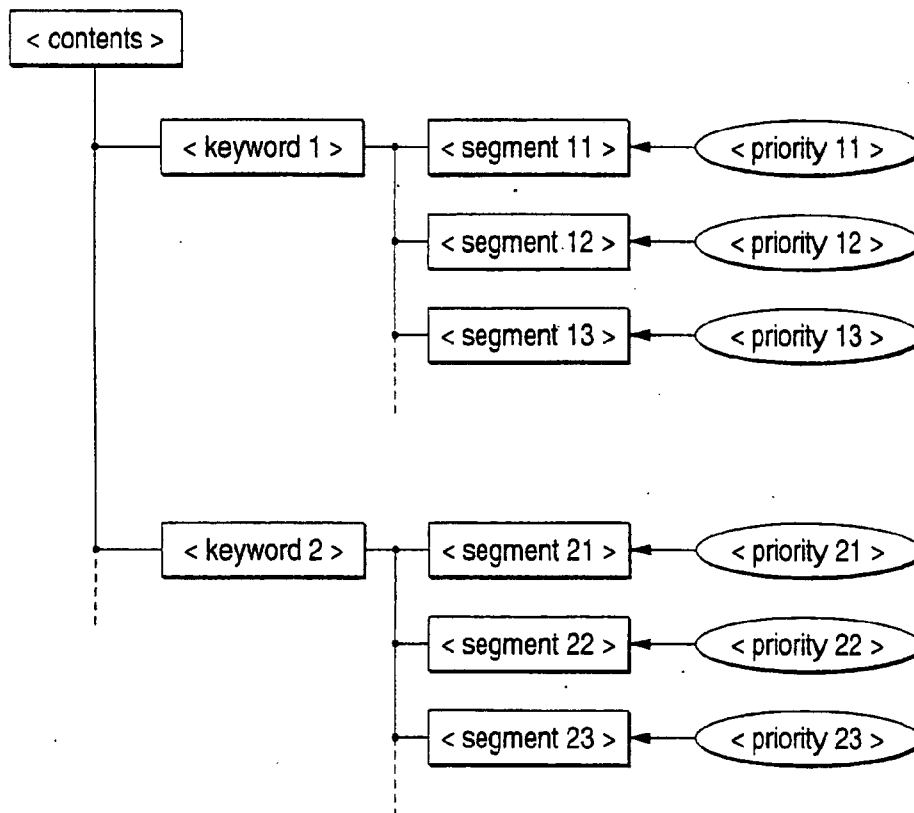 < contents >
< keyword 1 >
< segment 11 >
< priority 11 >
< segment 12 >
< priority 12 >
< segment 13 >
< priority 13 >
< keyword 2 >
< segment 21 >
< priority 21 >
< segment 22 >
< priority 22 >
< segment 23 >
< priority 23 >